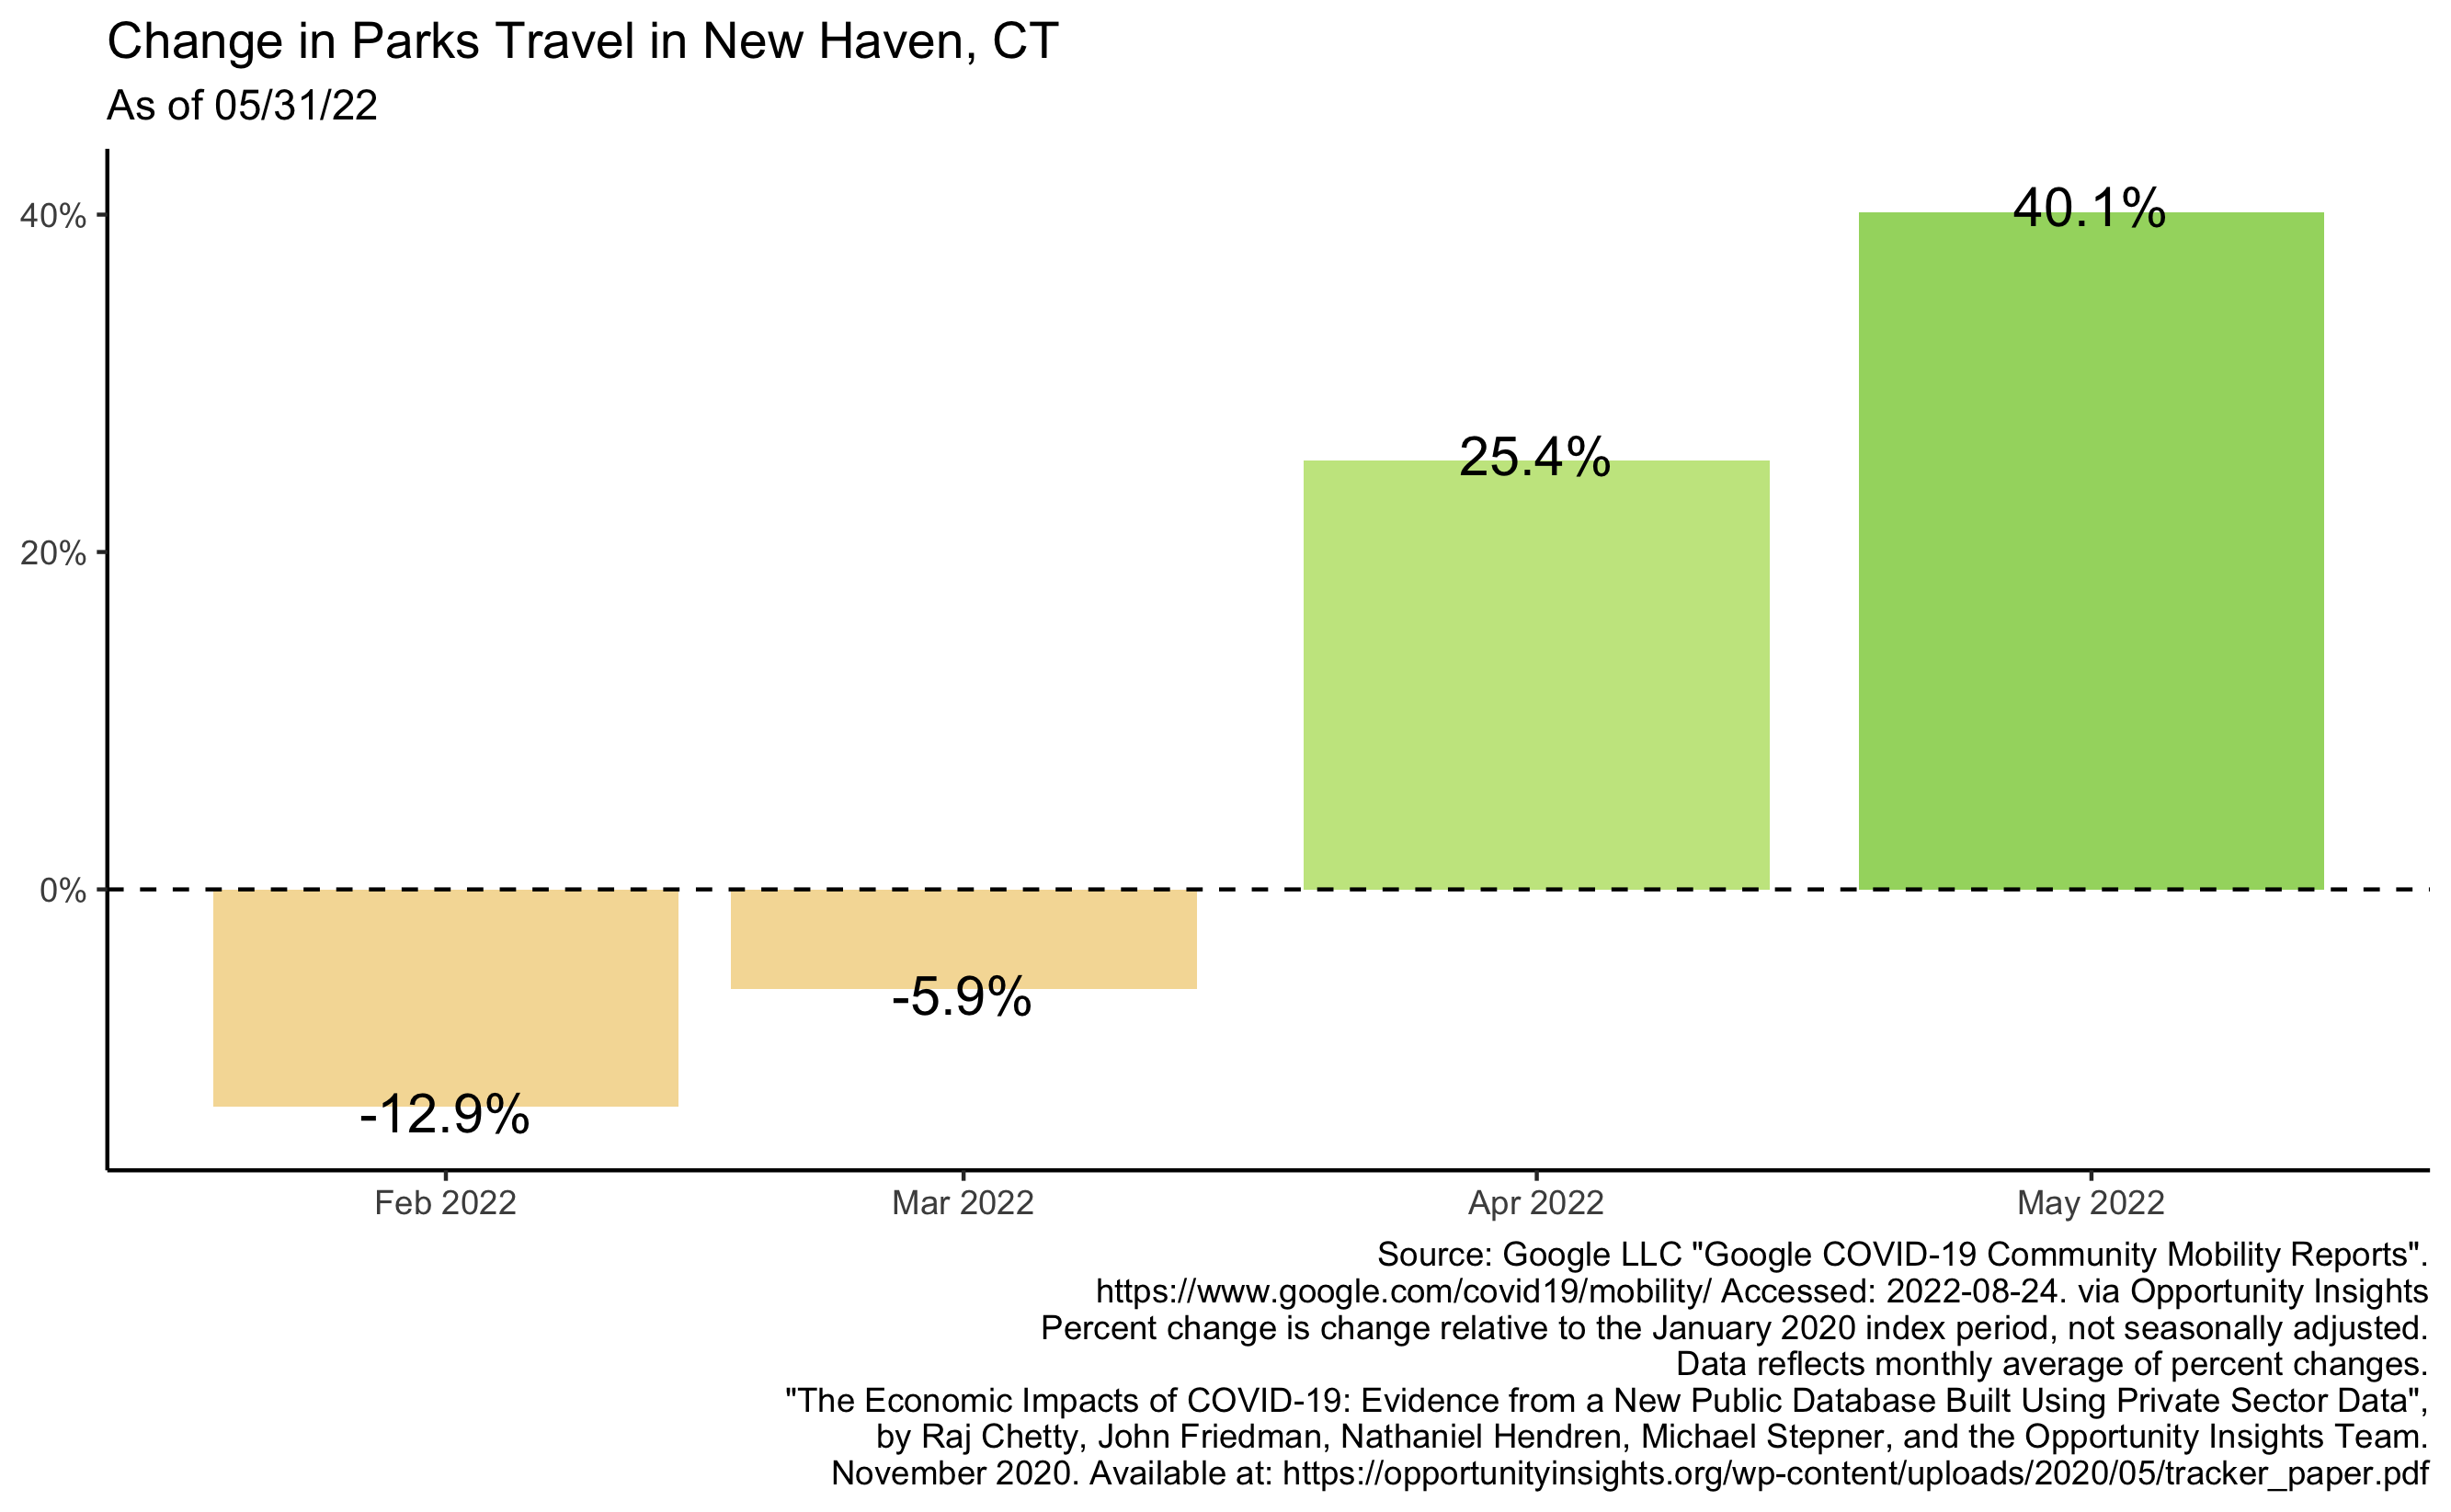 Change in Parks Travel in New Haven, CT
As of 05/31/22
40%
20%
0%
40.1%
25.4%
-5.9%
-12.9%
Feb 2022
Mar 2022
Apr 2022
May 2022
Source: Google LLC "Google COVID-19 Community Mobility Reports".
https://www.google.com/covid19/mobility/ Accessed: 2022-08-24. via Opportunity Insights
Percent change is change relative to the January 2020 index period, not seasonally adjusted.
Data reflects monthly average of percent changes.
"The Economic Impacts of COVID-19: Evidence from a New Public Database Built Using Private Sector Data",
by Raj Chetty, John Friedman, Nathaniel Hendren, Michael Stepner, and the Opportunity Insights Team.
November 2020. Available at: https://opportunityinsights.org/wp-content/uploads/2020/05/tracker_paper.pdf